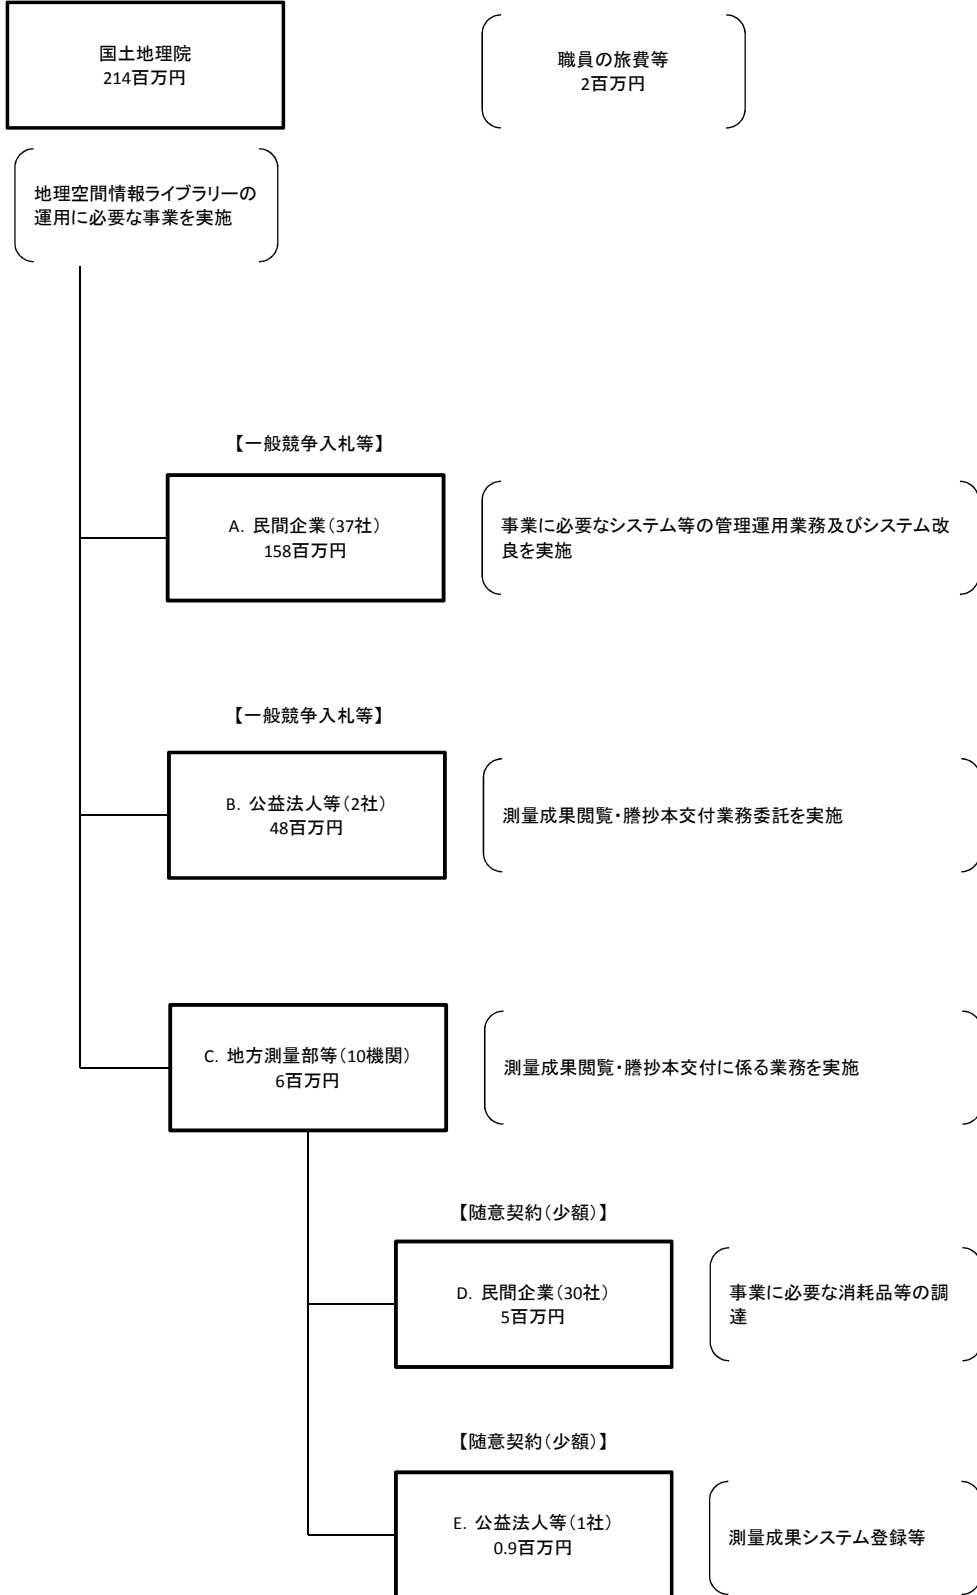 国土地理院
214百万円
職員の旅費等
2百万円
地理空間情報ライブラリーの
運用に必要な事業を実施
【一般競争入札等】
A. 民間企業（37社）
158百万円
事業に必要なシステム等の管理運用業務及びシステム改
良を実施
【一般競争入札等】
B. 公益法人等（2社）
48百万円
測量成果閲覧・謄抄本交付業務委託を実施
C. 地方測量部等（10機関）
6百万円
測量成果閲覧・謄抄本交付に係る業務を実施
【随意契約（少額）】
D. 民間企業（30社）
5百万円
事業に必要な消耗品等の調
達
【随意契約（少額）】
E. 公益法人等（1社）
0.9百万円
測量成果システム登録等